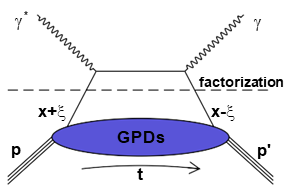 γ* γ
factorization
x+ξ x-ξ
GPDs
p p'
t